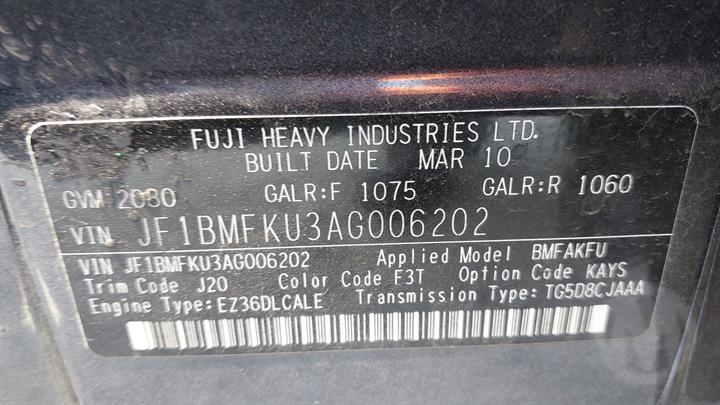 FUJI HEAVY INDUSTRIES LTD.
BUILT DATE MAR 10
GVM 2080 GALR:F 1075 GALR:R 1060
VIN JF1BMFKU3AG006202
VIN JF1BMFKU3AG006202 Applied Model BMFAKFU
Trim Code J20 Color Code F3T Option Code KAYS
Engine Type:EZ36DLCALE Transmission Type:TG5D8CJAAA